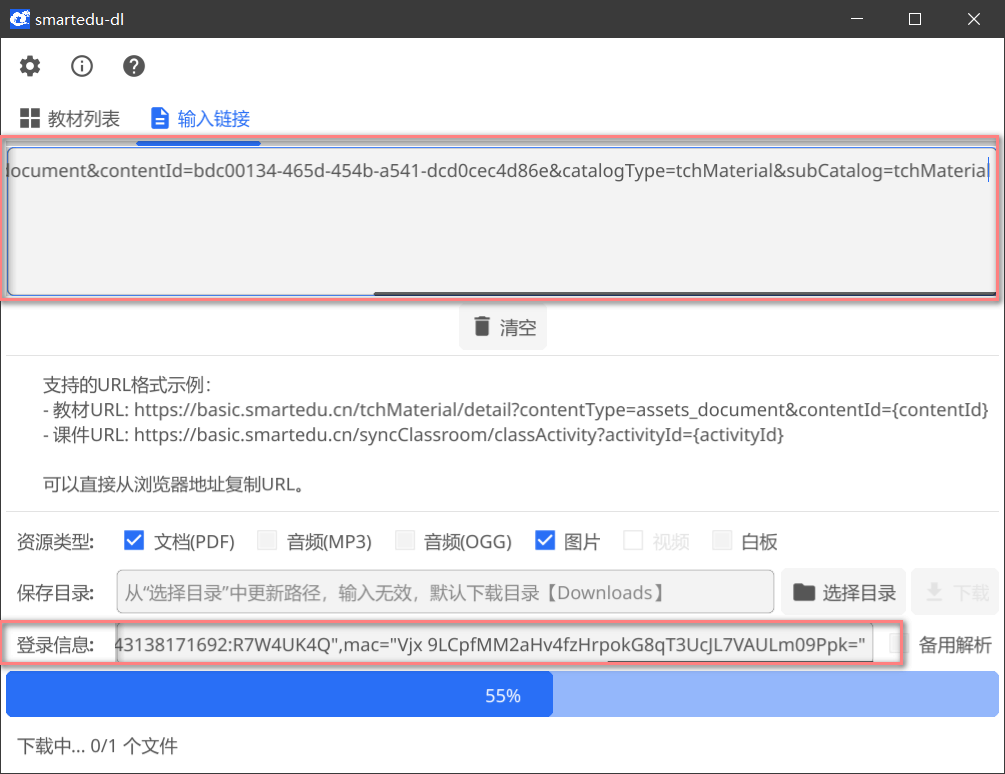 smartedu-dl
教材列表 输入链接
document&contentId=bdc00134-465d-454b-a541-dcd0cec4d86e&catalogType=tchMaterial&subCatalog=tchMaterial
清空
支持的URL格式示例：
- 教材URL: https://basic.smartedu.cn/tchMaterial/detail?contentType=assets_document&contentId={contentId}
- 课件URL: https://basic.smartedu.cn/syncClassroom/classActivity?activityId={activityId}
可以直接从浏览器地址复制URL。
资源类型: 文档(PDF) 音频(MP3) 音频(OGG) 图片 视频 白板
保存目录: 从“选择目录”中更新路径，输入无效，默认下载目录【Downloads】 选择目录 下载
登录信息: 43138171692:R7W4UK4Q",mac="Vjx 9LCpfMM2aHv4fzHrpokG8qT3UcJL7VAULm09Ppk=" 备用解析
55%
下载中... 0/1 个文件